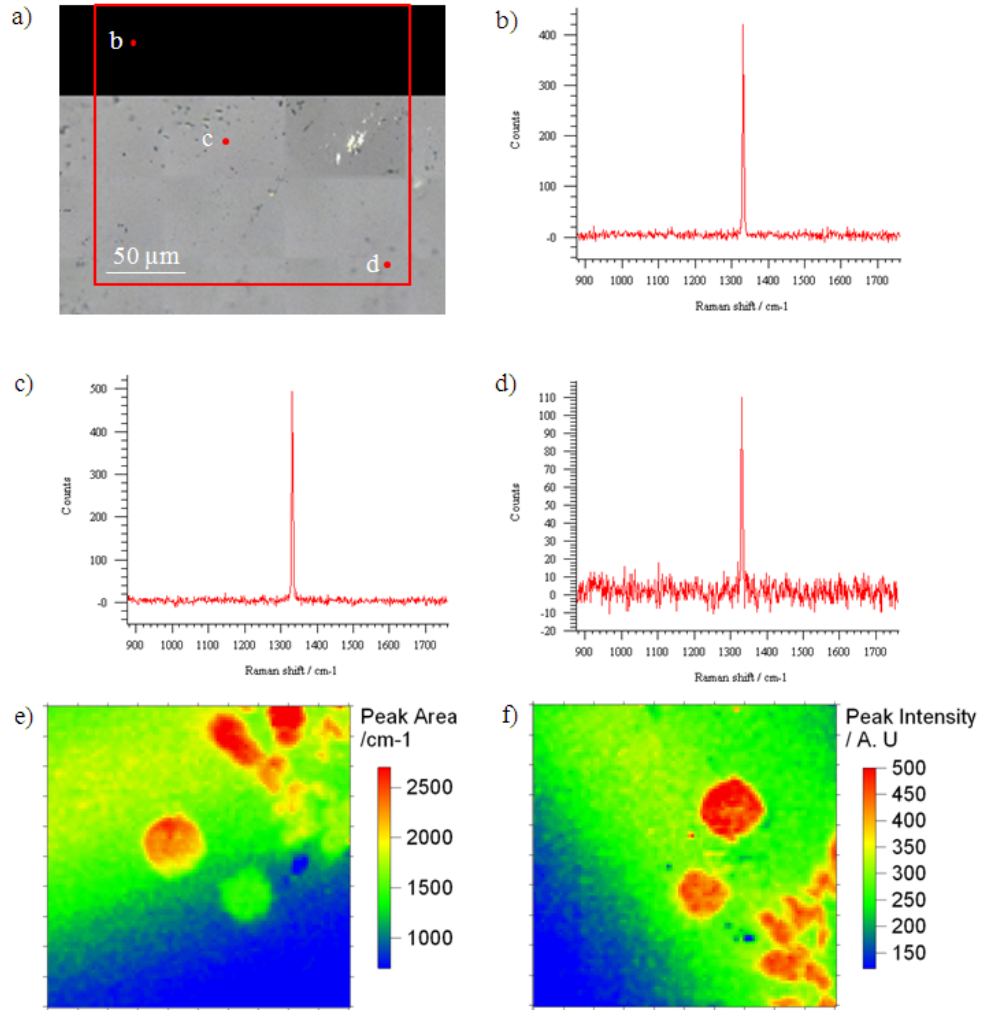 a)
b
c
d
50 μm
b)
400
300
200
100
-0
Counts
900 1000 1100 1200 1300 1400 1500 1600 1700
Raman shift / cm-1
c)
500
400
300
200
100
-0
Counts
900 1000 1100 1200 1300 1400 1500 1600 1700
Raman shift / cm-1
d)
110
100
90
80
70
60
50
40
30
20
10
0
-10
-20
Counts
900 1000 1100 1200 1300 1400 1500 1600 1700
Raman shift / cm-1
e)
Peak Area
/cm-1
2500
2000
1500
1000
f)
Peak Intensity
/ A. U
500
450
400
350
300
250
200
150